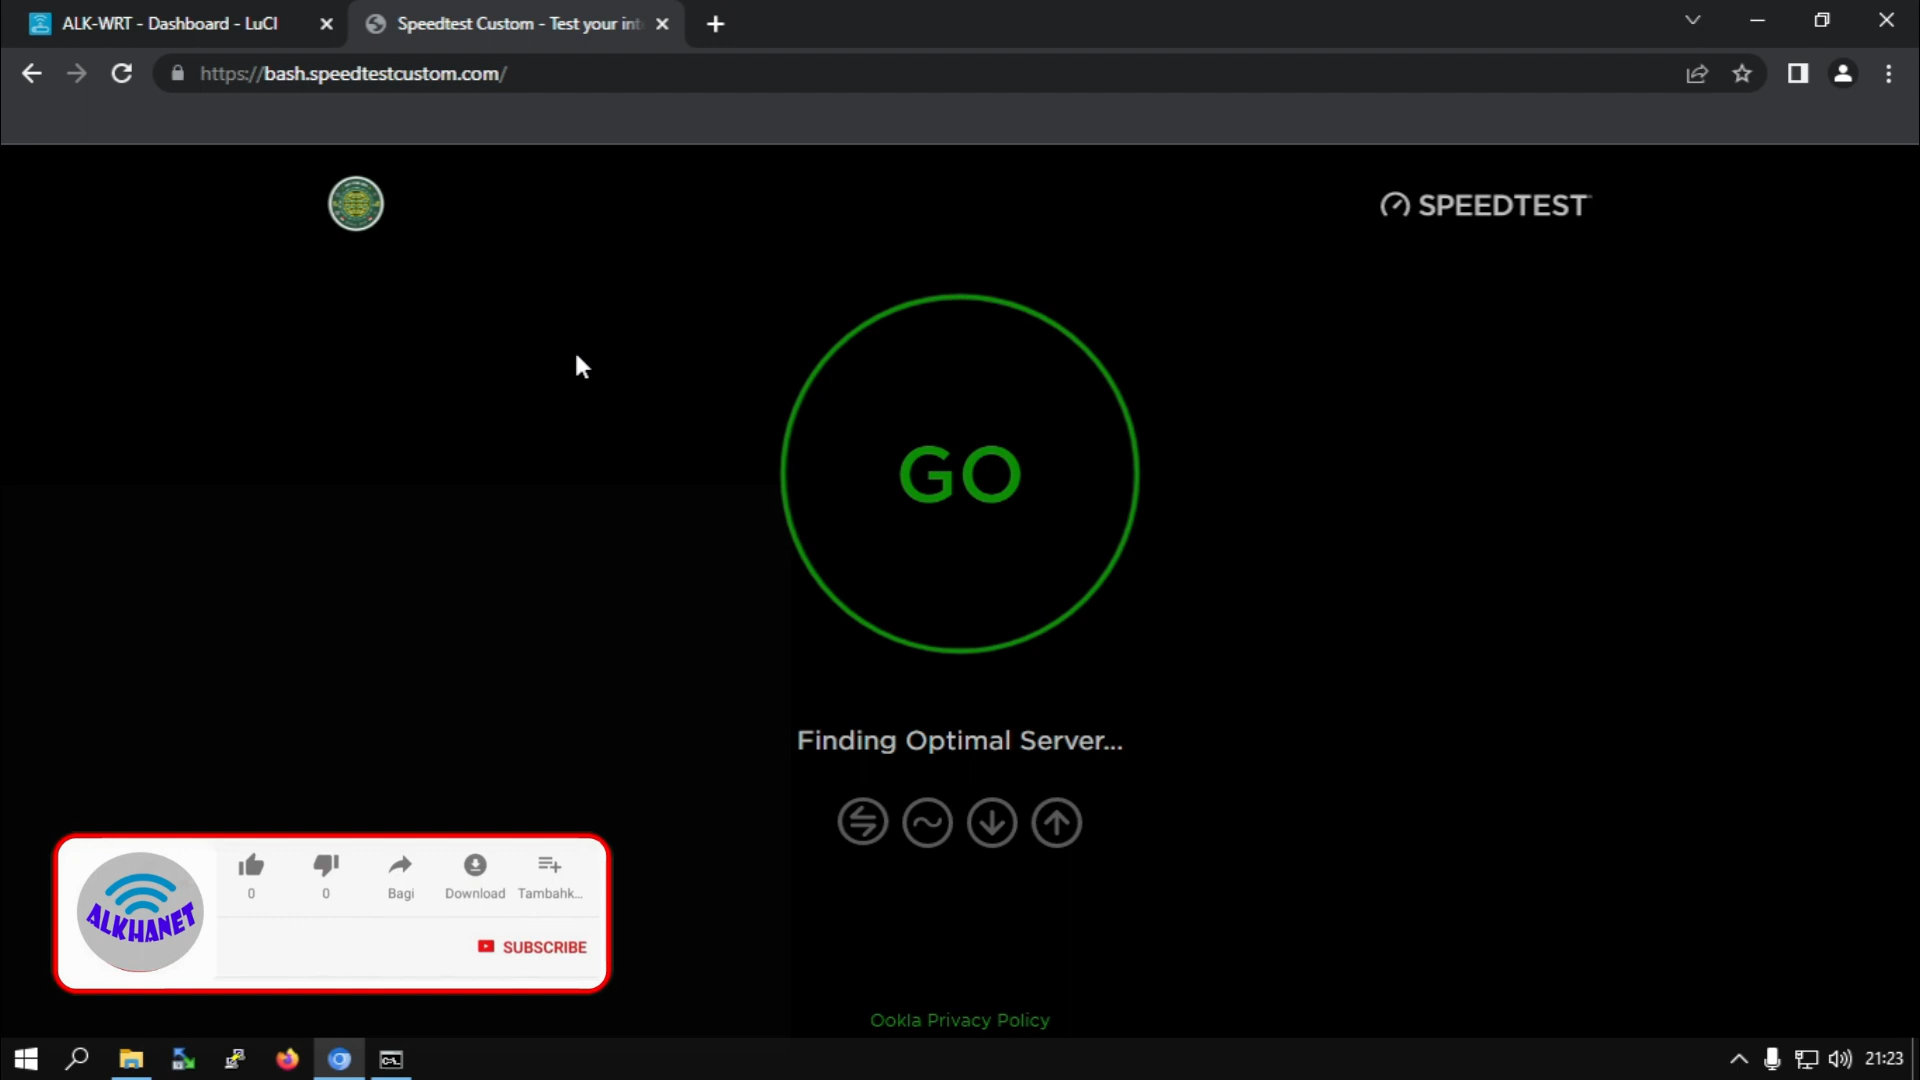 ALK-WRT - Dashboard - LuCI
Speedtest Custom - Test your int
https://bash.speedtestcustom.com/
SPEEDTEST
GO
Finding Optimal Server...
0
0
Bagi
Download
Tambahk...
ALKHANET
SUBSCRIBE
Ookla Privacy Policy
21:23